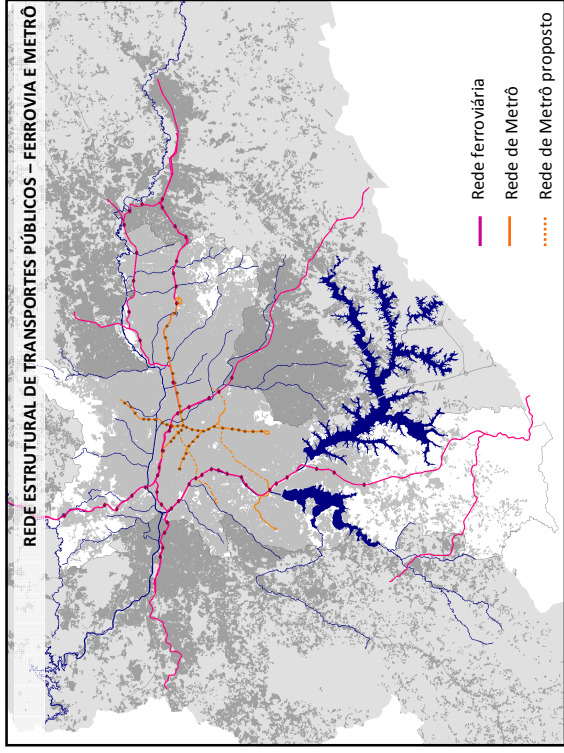 REDE ESTRUTURAL DE TRANSPORTES PÚBLICOS – FERROVIA E METRÔ
Rede ferroviária
Rede de Metrô
Rede de Metrô proposto